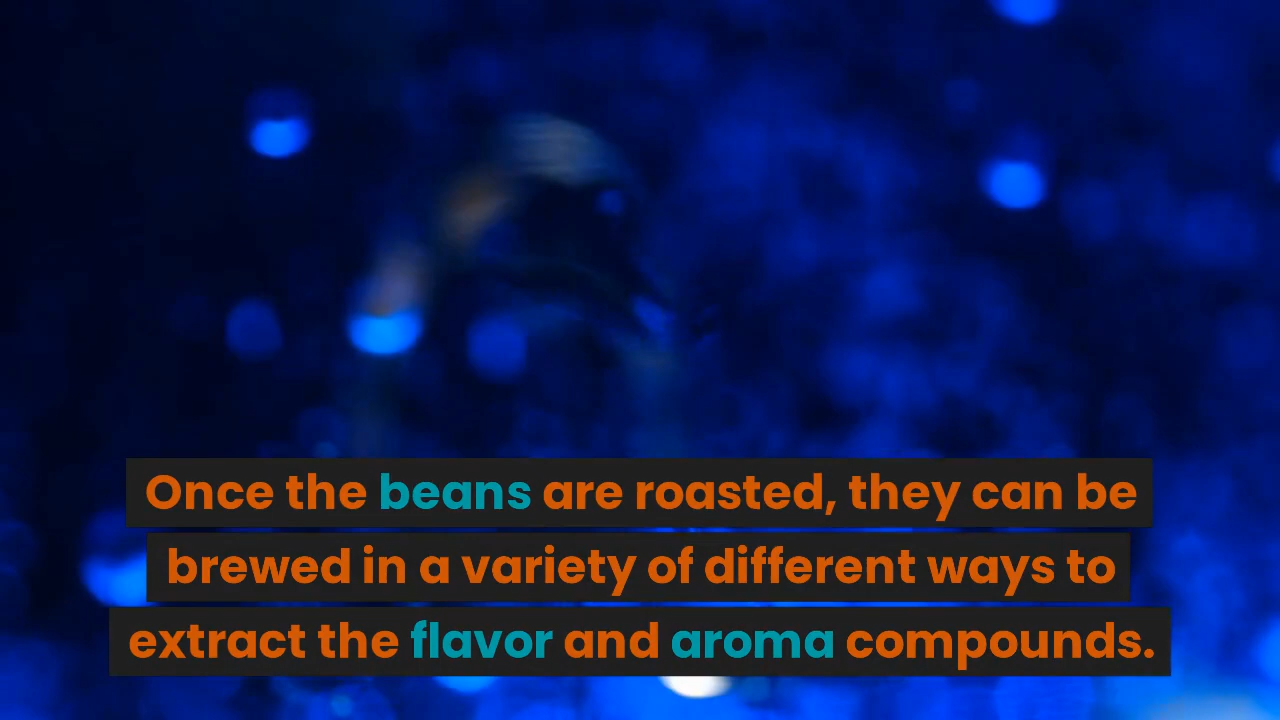 Once the beans are roasted, they can be
brewed in a variety of different ways to
extract the flavor and aroma compounds.